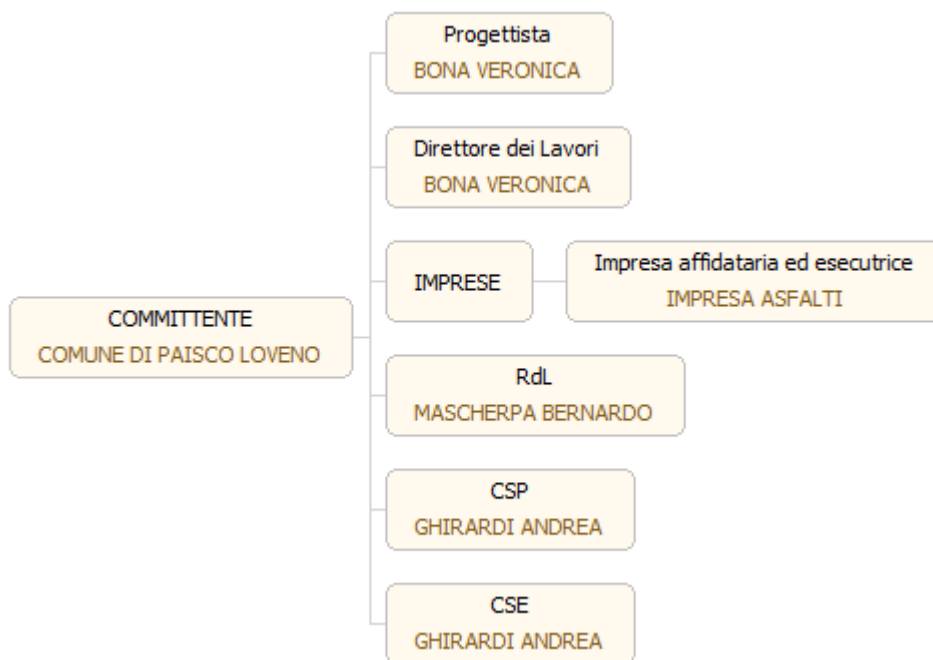 Progettista
BONA VERONICA
Direttore dei Lavori
BONA VERONICA
IMPRESE
Impresa affidataria ed esecutrice
IMPRESA ASFALTI
COMMITTENTE
COMUNE DI PAISCO LOVENO
RdL
MASCHERPA BERNARDO
CSP
GHIRARDI ANDREA
CSE
GHIRARDI ANDREA